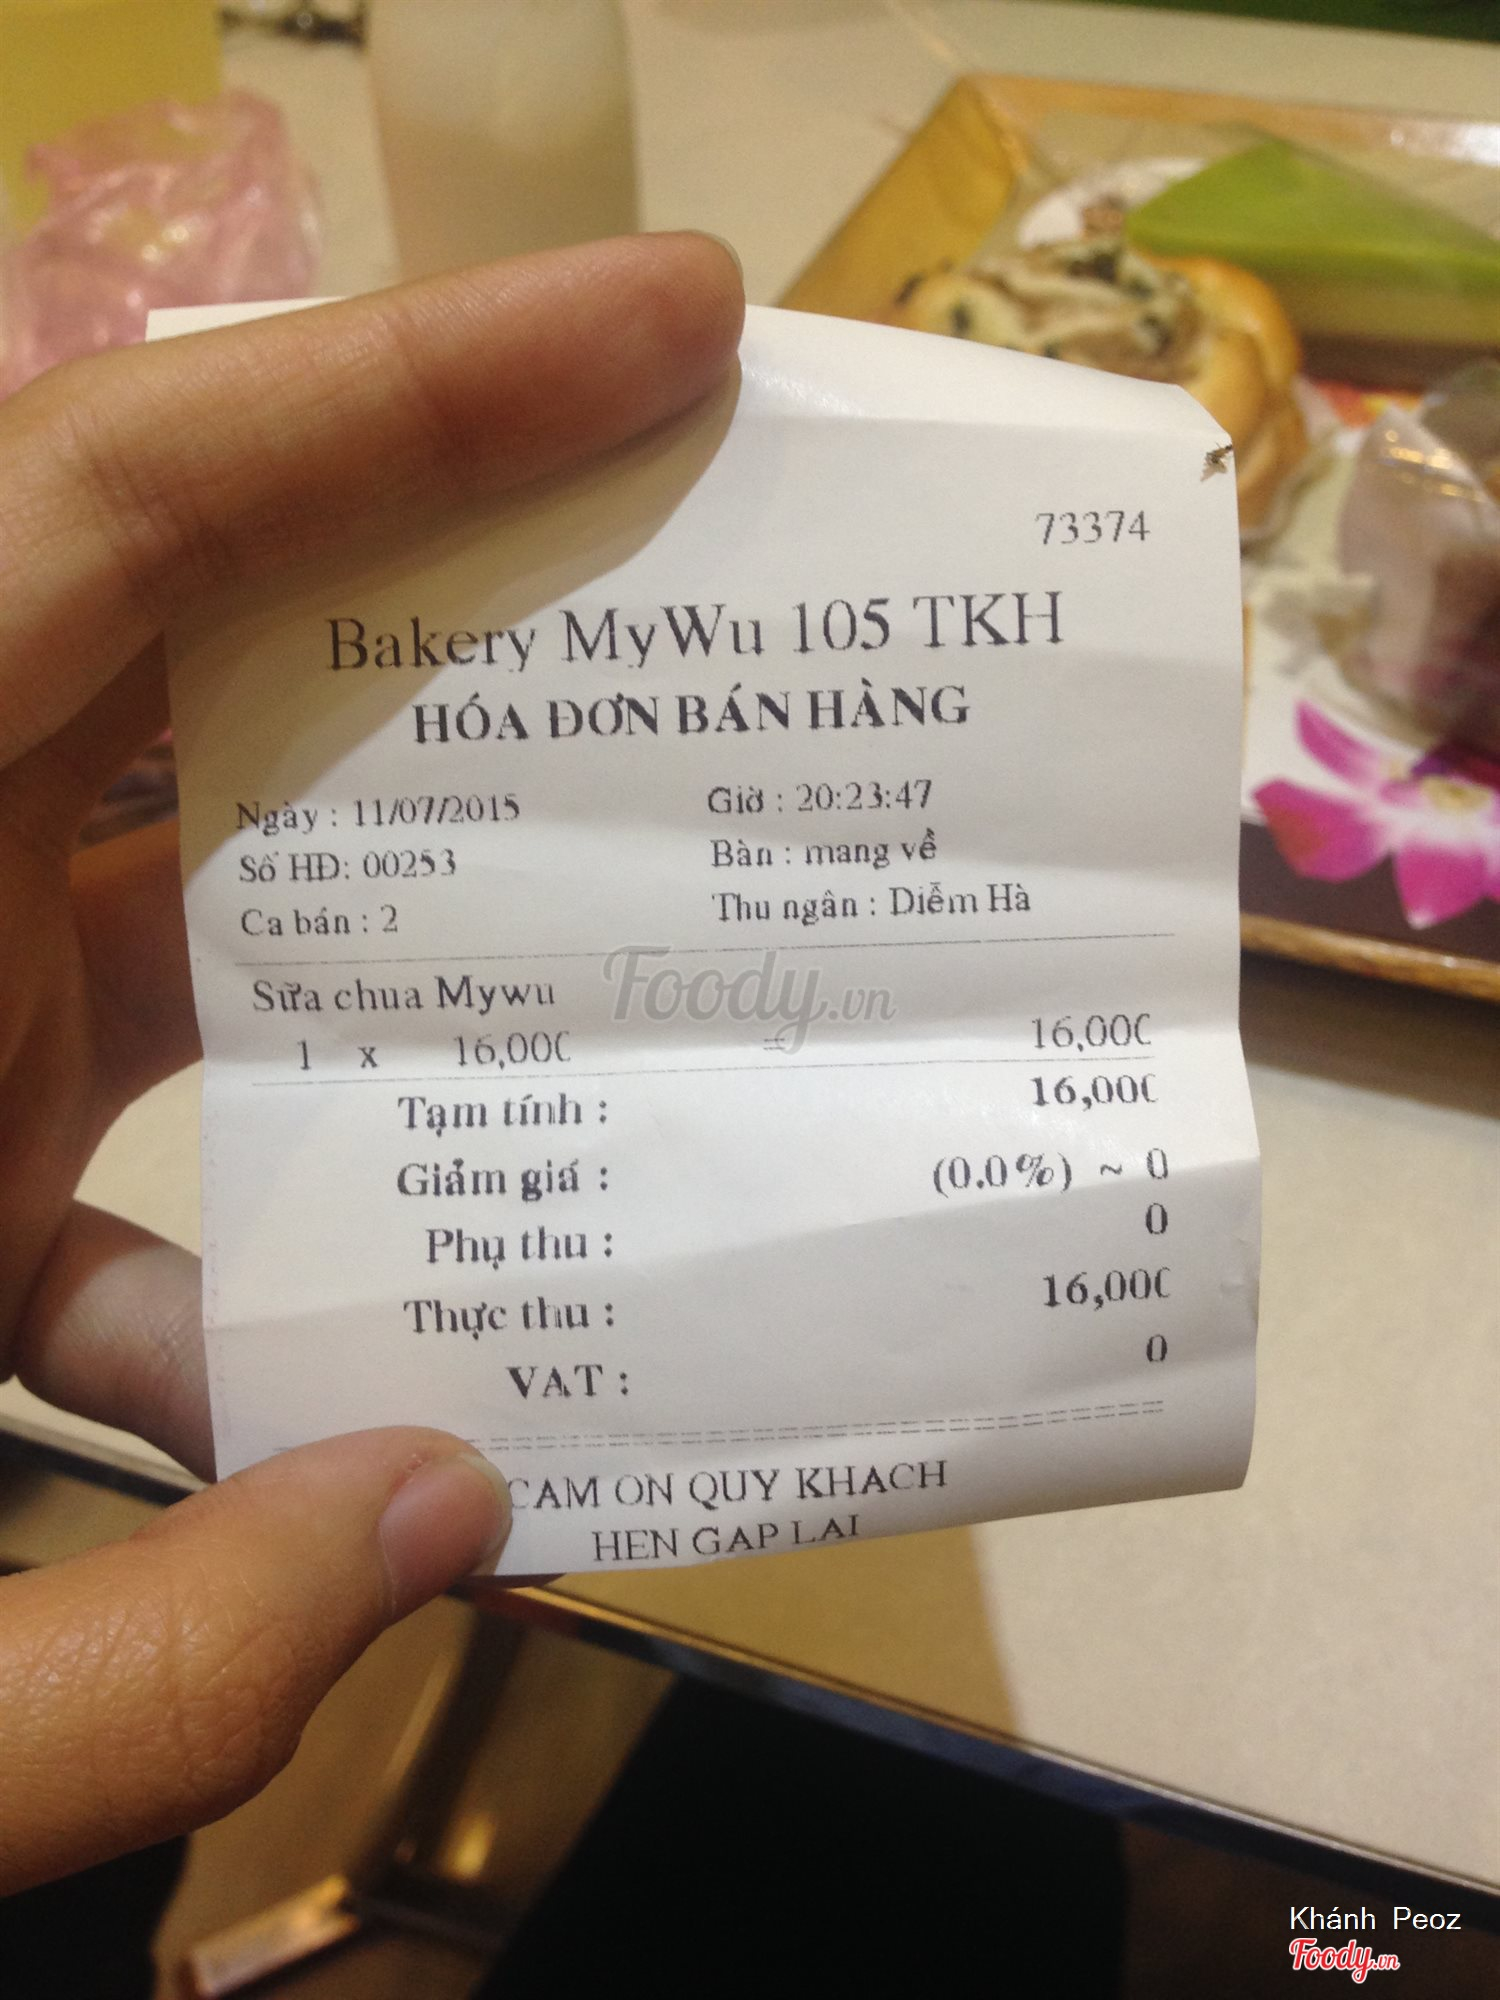 73374
Bakery MyWu 105 TKH
HÓA ĐƠN BÁN HÀNG
Ngày : 11/07/2015 Giờ : 20:23:47
Số HĐ: 00253 Bàn : mang về
Ca bán : 2 Thu ngân : Diễm Hà
Sữa chua Mywu
1 x 16,000 = 16,000
Tạm tính : 16,000
Giảm giá : (0.0%) ~ 0
Phụ thu : 0
Thực thu : 16,000
VAT : 0
CAM ON QUY KHACH
HEN GAP LAI
Foody.vn
Khánh Peoz
Foody.vn